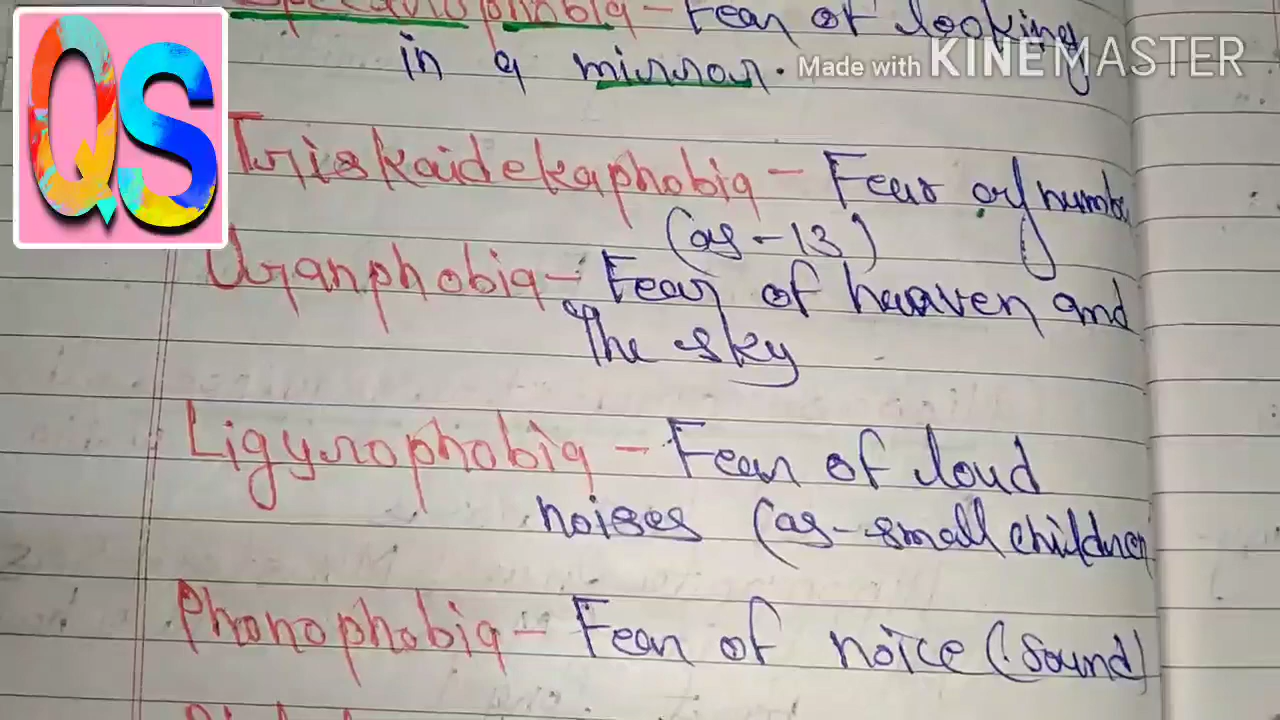 Fear of looking
in a mirror.
Made with KINEMASTER
QS
Triskaidekaphobia - Fear of numbe
(as - 13)
Uranphobia - Fear of heaven and
the sky
Ligyrophobia - Fear of loud
noises (as - small children
Phonophobia - Fear of noice (sound)